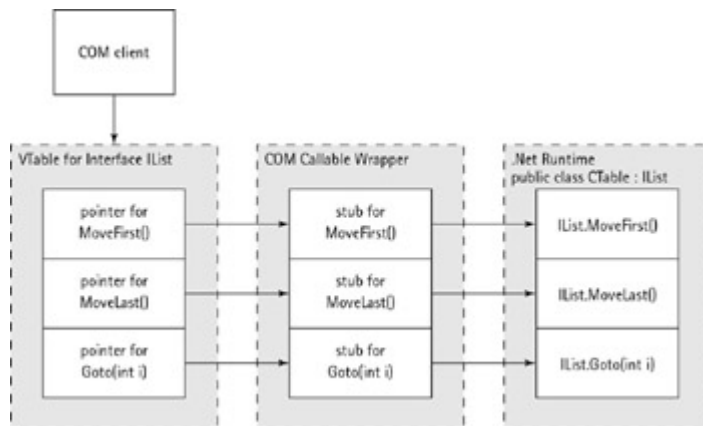 COM client
VTable for Interface IList
pointer for
MoveFirst()
pointer for
MoveLast()
pointer for
Goto(int i)
COM Callable Wrapper
stub for
MoveFirst()
stub for
MoveLast()
stub for
Goto(int i)
.Net Runtime
public class CTable : IList
IList.MoveFirst()
IList.MoveLast()
IList.Goto(int i)